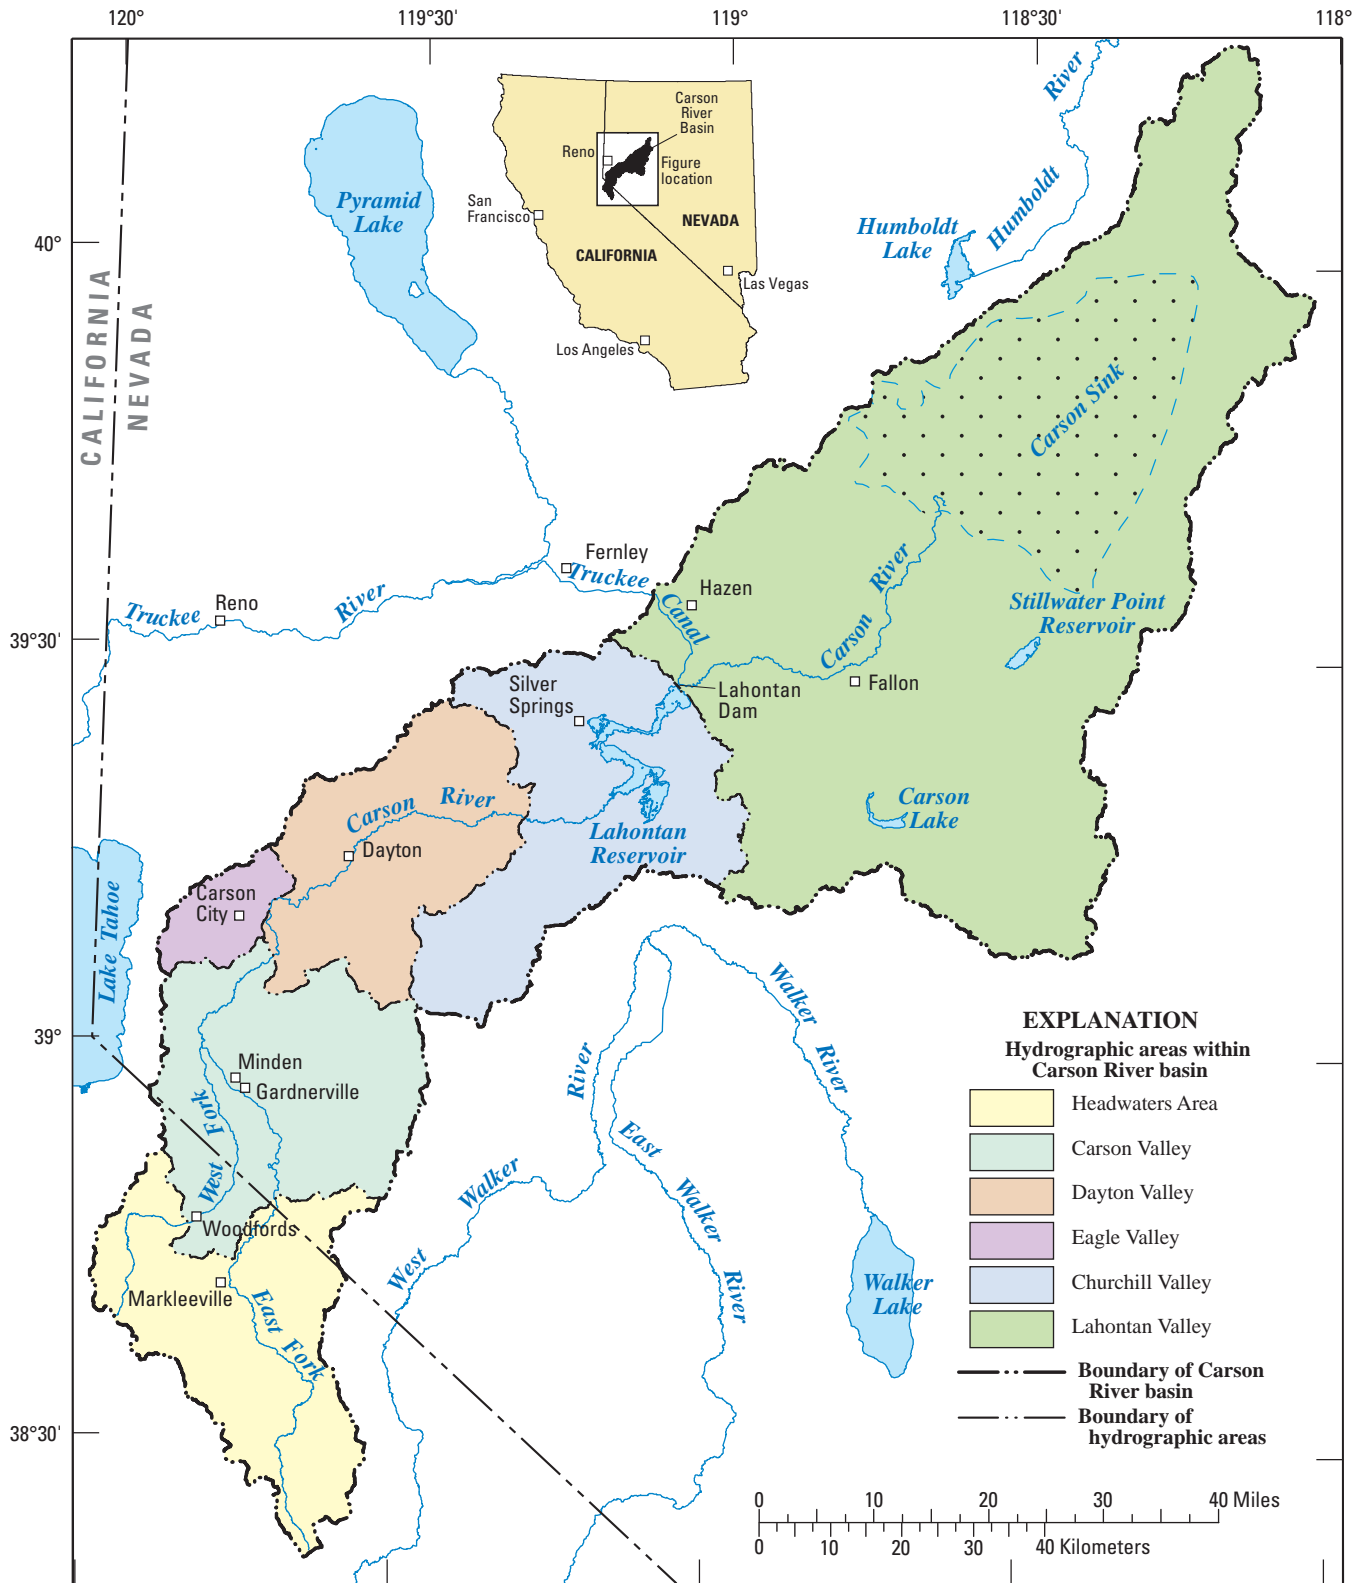 120°
119°30'
119°
118°30'
118°
40°
39°30'
39°
38°30'
CALIFORNIA
NEVADA
Pyramid
Lake
Carson
River
Basin
Reno
Figure
location
San
Francisco
NEVADA
CALIFORNIA
Las Vegas
Los Angeles
Humboldt
River
Humboldt
Lake
Carson Sink
Fernley
Truckee
Canal
Hazen
Truckee
Reno
River
Carson
River
Stillwater Point
Reservoir
Silver
Springs
Lahontan
Dam
Fallon
Carson
River
Lahontan
Reservoir
Carson
Lake
Dayton
Carson
City
Lake Tahoe
Minden
Gardnerville
West
Fork
Woodfords
Markleeville
East
Fork
West
Walker
River
East
Walker
River
Walker
River
Walker
Lake
EXPLANATION
Hydrographic areas within
Carson River basin
Headwaters Area
Carson Valley
Dayton Valley
Eagle Valley
Churchill Valley
Lahontan Valley
Boundary of Carson
River basin
Boundary of
hydrographic areas
0 10 20 30 40 Miles
0 10 20 30 40 Kilometers